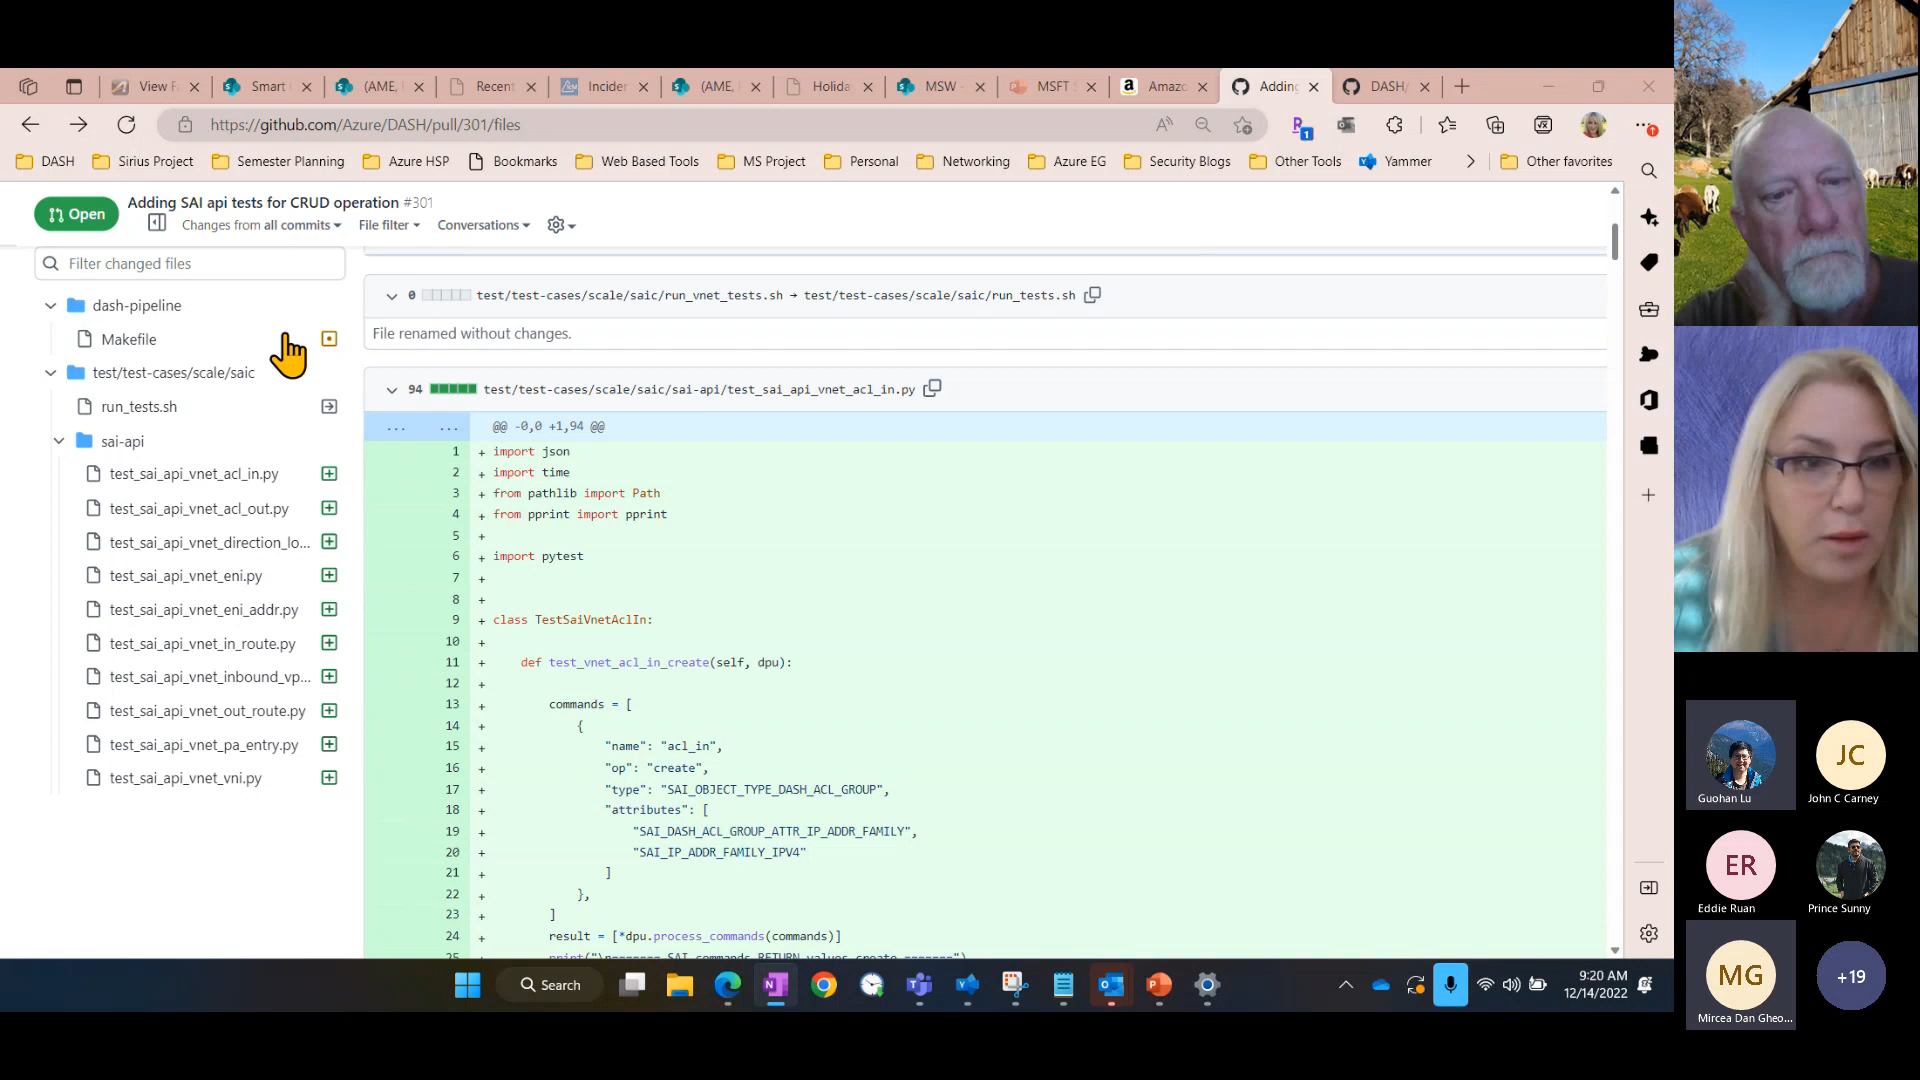 View F
Smart
(AME,
Recent
Incider
(AME,
Holida
MSW -
MSFT
Amazo
Adding
DASH/
https://github.com/Azure/DASH/pull/301/files
DASH
Sirius Project
Semester Planning
Azure HSP
Bookmarks
Web Based Tools
MS Project
Personal
Networking
Azure EG
Security Blogs
Other Tools
Yammer
Other favorites
Open
Adding SAI api tests for CRUD operation #301
Changes from all commits
File filter
Conversations
Filter changed files
dash-pipeline
Makefile
test/test-cases/scale/saic
run_tests.sh
sai-api
test_sai_api_vnet_acl_in.py
test_sai_api_vnet_acl_out.py
test_sai_api_vnet_direction_lo...
test_sai_api_vnet_eni.py
test_sai_api_vnet_eni_addr.py
test_sai_api_vnet_in_route.py
test_sai_api_vnet_inbound_vp...
test_sai_api_vnet_out_route.py
test_sai_api_vnet_pa_entry.py
test_sai_api_vnet_vni.py
0 test/test-cases/scale/saic/run_vnet_tests.sh → test/test-cases/scale/saic/run_tests.sh
File renamed without changes.
94 test/test-cases/scale/saic/sai-api/test_sai_api_vnet_acl_in.py
... ... @@ -0,0 +1,94 @@
1 + import json
2 + import time
3 + from pathlib import Path
4 + from pprint import pprint
5 +
6 + import pytest
7 +
8 +
9 + class TestSaiVnetAclIn:
10 +
11 + def test_vnet_acl_in_create(self, dpu):
12 +
13 + commands = [
14 + {
15 + "name": "acl_in",
16 + "op": "create",
17 + "type": "SAI_OBJECT_TYPE_DASH_ACL_GROUP",
18 + "attributes": [
19 + "SAI_DASH_ACL_GROUP_ATTR_IP_ADDR_FAMILY",
20 + "SAI_IP_ADDR_FAMILY_IPV4"
21 + ]
22 + },
23 + ]
24 + result = [*dpu.process_commands(commands)]
Guohan Lu
JC
John C Carney
ER
Eddie Ruan
Prince Sunny
MG
Mircea Dan Gheo...
+19
Search
9:20 AM
12/14/2022